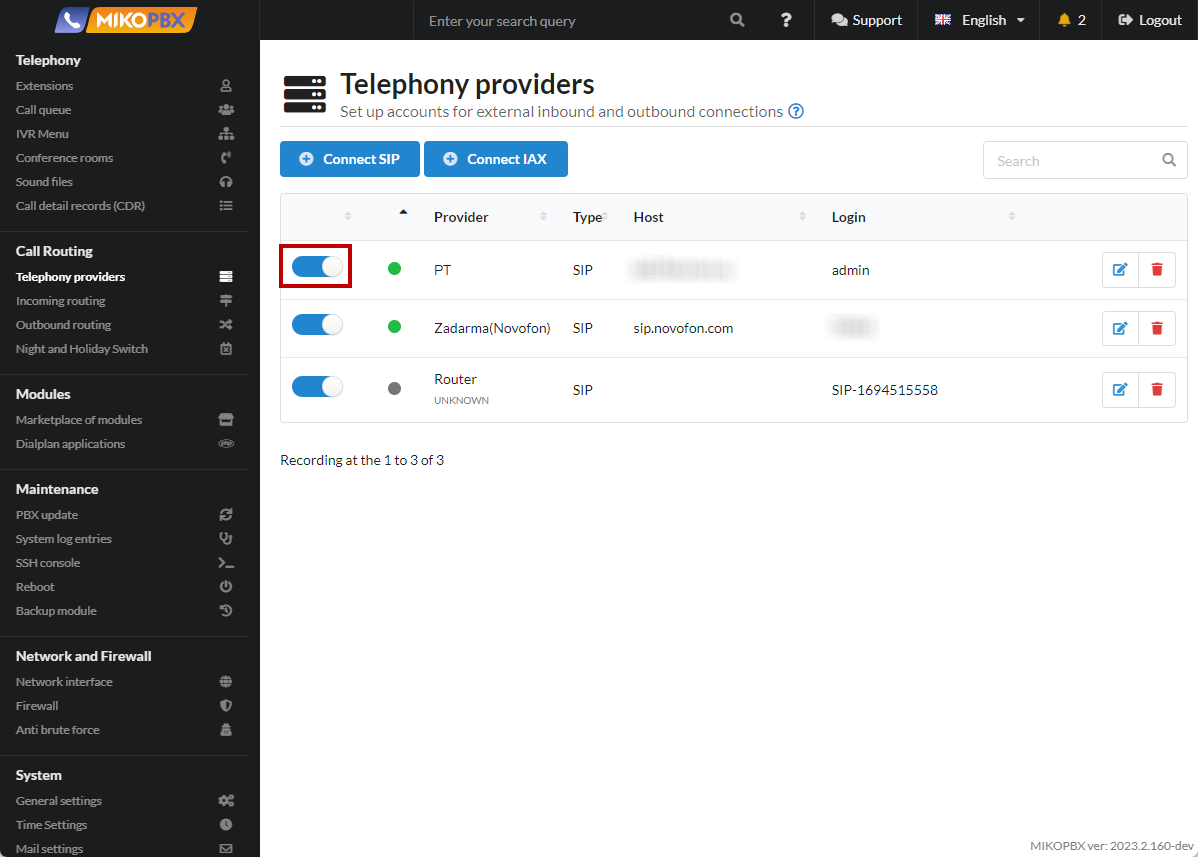 MIKOPBX
Enter your search query
?
Support
English
2
Logout
Telephony
Extensions
Call queue
IVR Menu
Conference rooms
Sound files
Call detail records (CDR)
Call Routing
Telephony providers
Incoming routing
Outbound routing
Night and Holiday Switch
Modules
Marketplace of modules
Dialplan applications
php
Maintenance
PBX update
System log entries
SSH console
Reboot
Backup module
Network and Firewall
Network interface
Firewall
Anti brute force
System
General settings
Time Settings
Mail settings
Telephony providers
Set up accounts for external inbound and outbound connections ?
Connect SIP
Connect IAX
Search
Provider Type Host Login
PT SIP admin
Zadarma(Novofon) SIP sip.novofon.com
Router
UNKNOWN
SIP SIP-1694515558
Recording at the 1 to 3 of 3
MIKOPBX ver: 2023.2.160-dev